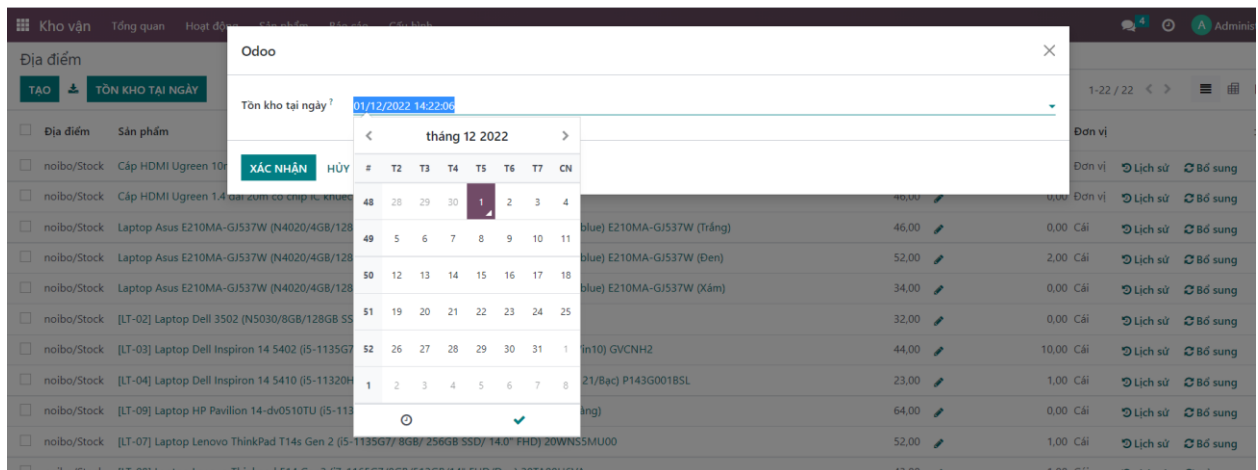 Kho vận Tổng quan Hoạt động Sản phẩm Báo cáo Cấu hình 4 A Adminis
Địa điểm
Odoo
TẠO TỒN KHO TẠI NGÀY 1-22 / 22
Tồn kho tại ngày ? 01/12/2022 14:22:06
Địa điểm Sản phẩm Đơn vị
tháng 12 2022
XÁC NHẬN HỦY
# T2 T3 T4 T5 T6 T7 CN
noibo/Stock Cáp HDMI Ugreen 10m Đơn vị Lịch sử Bổ sung
noibo/Stock Cáp HDMI Ugreen 1.4 dài 20m có chip IC khuếc 46,00 0,00 Đơn vị Lịch sử Bổ sung
48 28 29 30 1 2 3 4
noibo/Stock Laptop Asus E210MA-GJ537W (N4020/4GB/128 blue) E210MA-GJ537W (Trắng) 46,00 0,00 Cái Lịch sử Bổ sung
49 5 6 7 8 9 10 11
noibo/Stock Laptop Asus E210MA-GJ537W (N4020/4GB/128 blue) E210MA-GJ537W (Đen) 52,00 2,00 Cái Lịch sử Bổ sung
50 12 13 14 15 16 17 18
noibo/Stock Laptop Asus E210MA-GJ537W (N4020/4GB/128 blue) E210MA-GJ537W (Xám) 34,00 0,00 Cái Lịch sử Bổ sung
51 19 20 21 22 23 24 25
noibo/Stock [LT-02] Laptop Dell 3502 (N5030/8GB/128GB SS 32,00 0,00 Cái Lịch sử Bổ sung
52 26 27 28 29 30 31 1
noibo/Stock [LT-03] Laptop Dell Inspiron 14 5402 (i5-1135G7 in10) GVCNH2 44,00 10,00 Cái Lịch sử Bổ sung
1 2 3 4 5 6 7 8
noibo/Stock [LT-04] Laptop Dell Inspiron 14 5410 (i5-11320H 21/Bạc) P143G001BSL 23,00 1,00 Cái Lịch sử Bổ sung
noibo/Stock [LT-09] Laptop HP Pavilion 14-dv0510TU (i5-113 àng) 64,00 0,00 Cái Lịch sử Bổ sung
noibo/Stock [LT-07] Laptop Lenovo ThinkPad T14s Gen 2 (i5-1135G7/ 8GB/ 256GB SSD/ 14.0" FHD) 20WNS5MU00 52,00 1,00 Cái Lịch sử Bổ sung